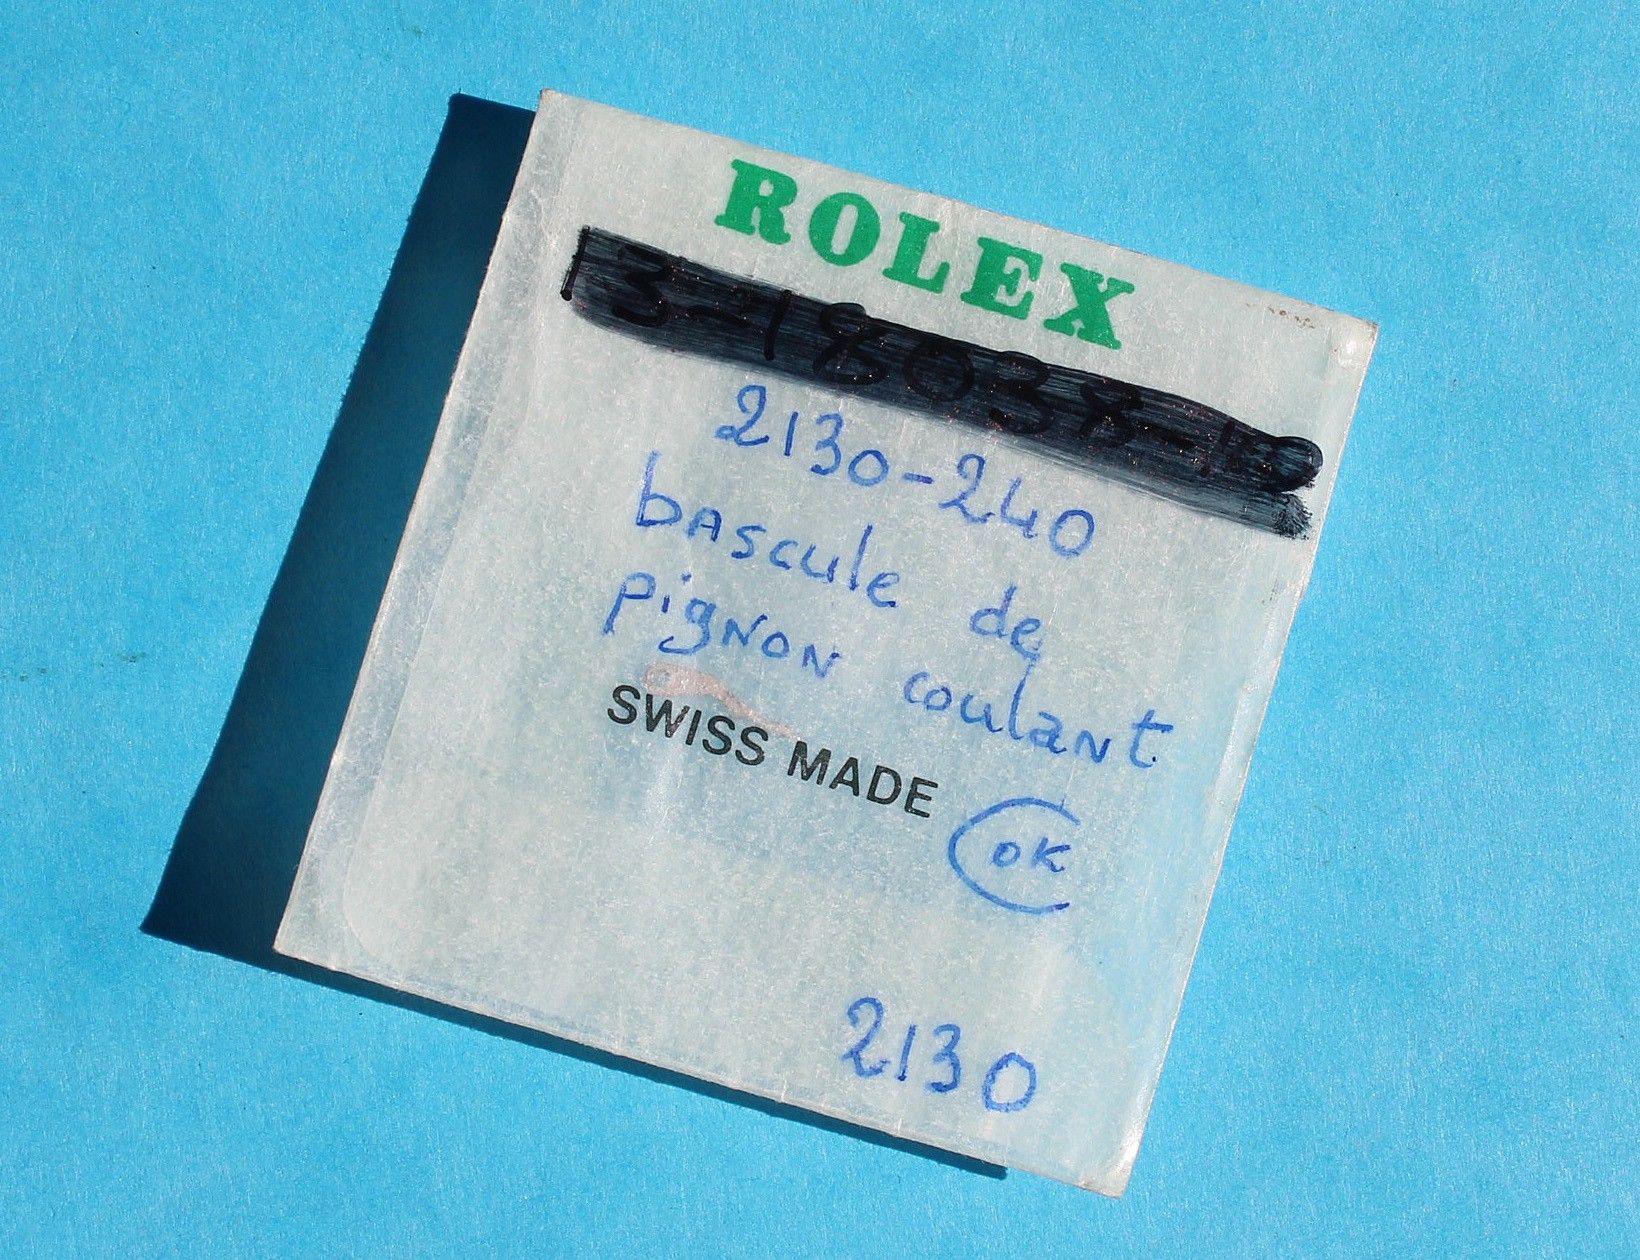 ROLEX
2130-240
bascule de
pignon coulant
SWISS MADE
OK
2130